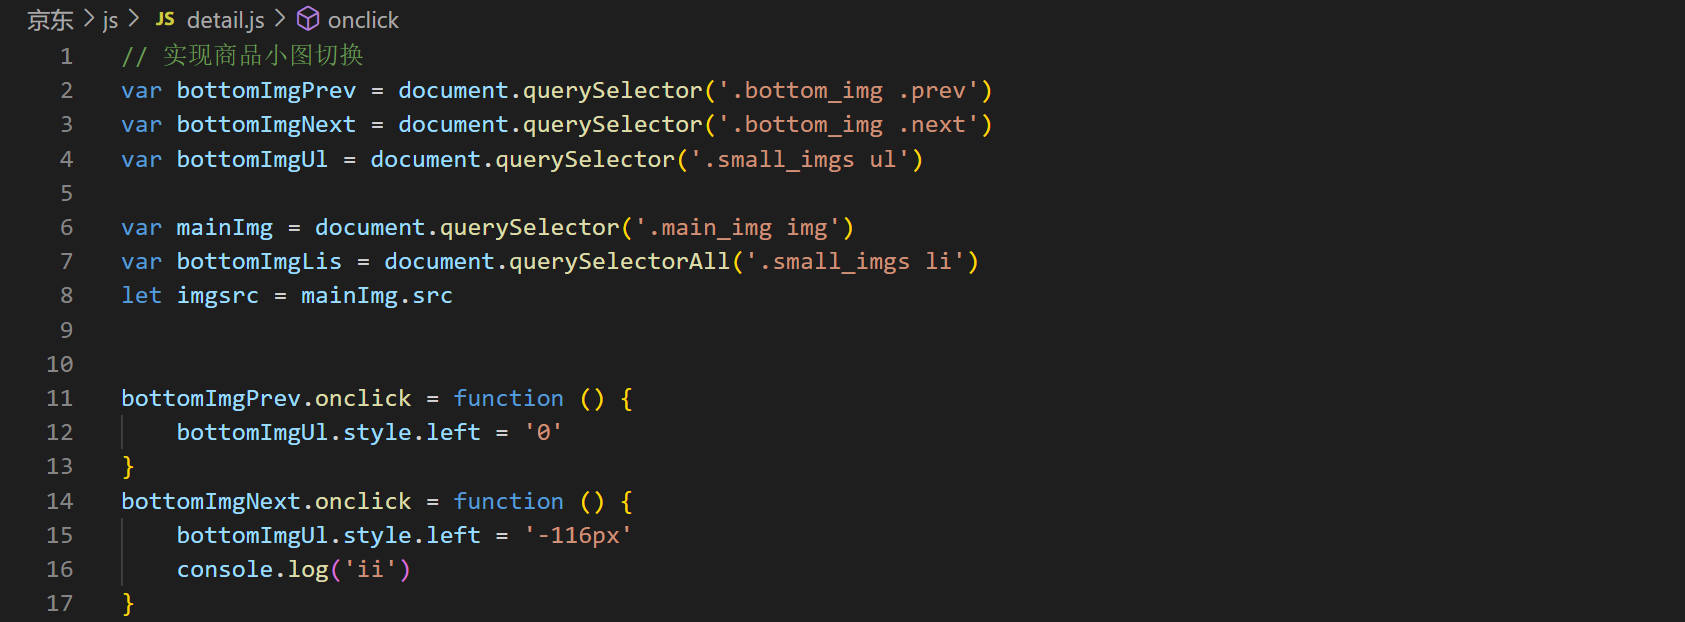 京东 > js > JS detail.js > onclick
1 // 实现商品小图切换
2 var bottomImgPrev = document.querySelector('.bottom_img .prev')
3 var bottomImgNext = document.querySelector('.bottom_img .next')
4 var bottomImgUl = document.querySelector('.small_imgs ul')
5
6 var mainImg = document.querySelector('.main_img img')
7 var bottomImgLis = document.querySelectorAll('.small_imgs li')
8 let imgsrc = mainImg.src
9
10
11 bottomImgPrev.onclick = function () {
12     bottomImgUl.style.left = '0'
13 }
14 bottomImgNext.onclick = function () {
15     bottomImgUl.style.left = '-116px'
16     console.log('ii')
17 }